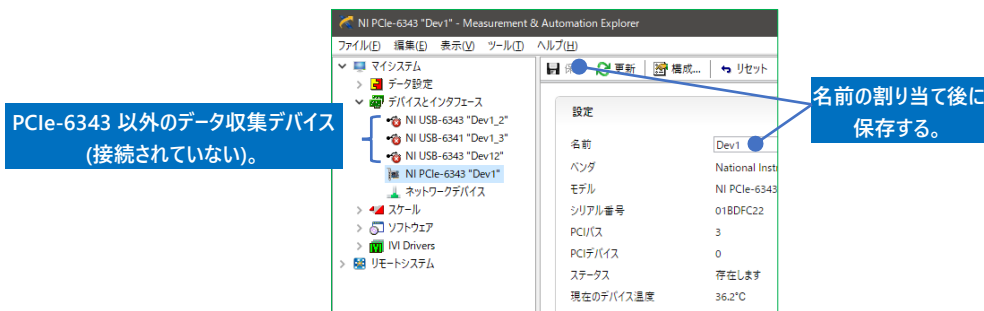 NI PCIe-6343 "Dev1" - Measurement & Automation Explorer
ファイル(F) 編集(E) 表示(V) ツール(T) ヘルプ(H)
マイシステム
データ設定
デバイスとインタフェース
NI USB-6343 "Dev1_2"
NI USB-6341 "Dev1_3"
NI USB-6343 "Dev12"
NI PCIe-6343 "Dev1"
ネットワークデバイス
スケール
ソフトウェア
IVI Drivers
リモートシステム
PCIe-6343 以外のデータ収集デバイス
(接続されていない)。
更新 構成... リセット
設定
名前 Dev1
ベンダ National Inst
モデル NI PCIe-6343
シリアル番号 01BDFC22
PCIバス 3
PCIデバイス 0
ステータス 存在します
現在のデバイス温度 36.2°C
名前の割り当て後に
保存する。